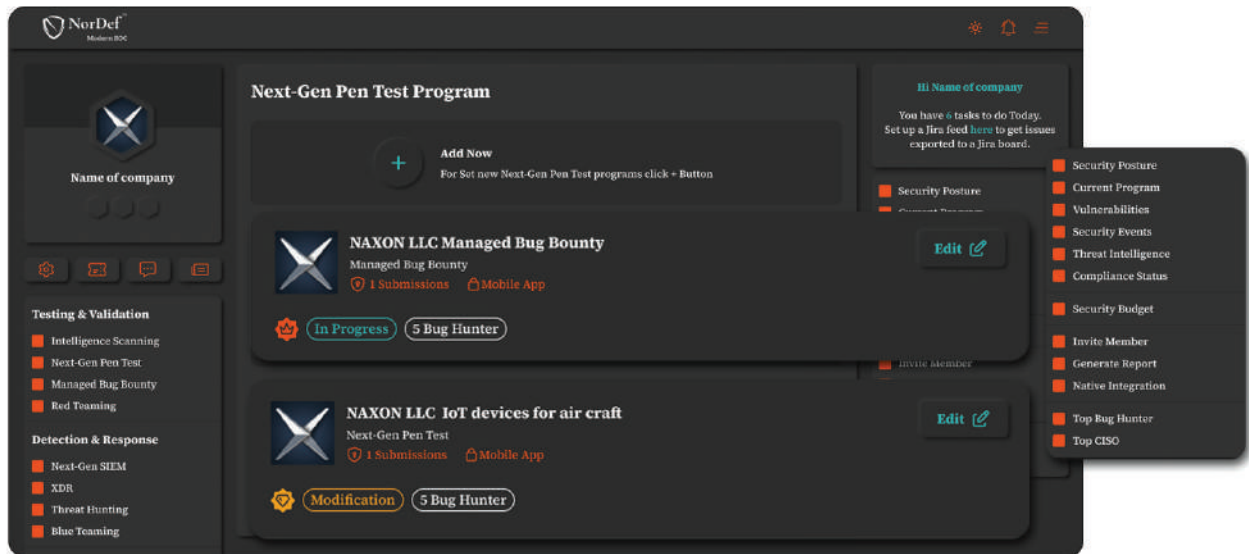 NorDef
Modern SOC
Name of company
Testing & Validation
Intelligence Scanning
Next-Gen Pen Test
Managed Bug Bounty
Red Teaming
Detection & Response
Next-Gen SIEM
XDR
Threat Hunting
Blue Teaming
Next-Gen Pen Test Program
Add Now
For Set new Next-Gen Pen Test programs click + Button
NAXON LLC Managed Bug Bounty
Managed Bug Bounty
1 Submissions Mobile App
In Progress 5 Bug Hunter
Edit
NAXON LLC IoT devices for air craft
Next-Gen Pen Test
1 Submissions Mobile App
Modification 5 Bug Hunter
Edit
Hi Name of company
You have 6 tasks to do Today.
Set up a Jira feed here to get issues
exported to a Jira board.
Security Posture
Current Program
Invite Member
Security Posture
Current Program
Vulnerabilities
Security Events
Threat Intelligence
Compliance Status
Security Budget
Invite Member
Generate Report
Native Integration
Top Bug Hunter
Top CISO